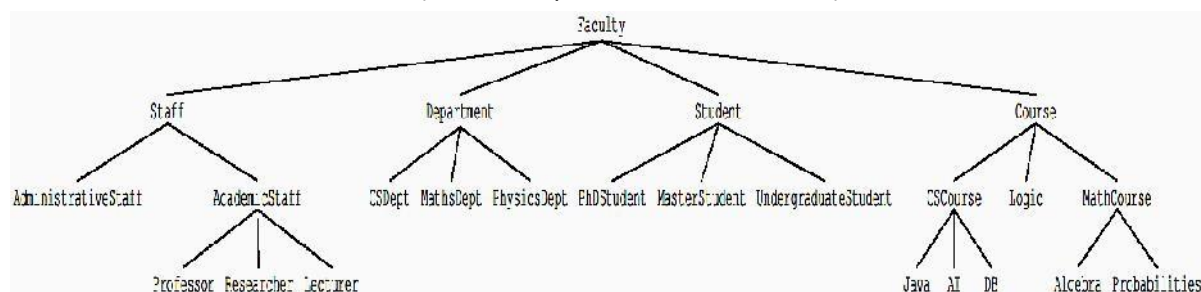 Faculty
Staff Department Student Course
AdministrativeStaff AcademicStaff CSDept MathsDept PhysicsDept PhDStudent MasterStudent UndergraduateStudent CSCourse Logic MathCourse
Professor Researcher Lecturer Java AI DB Algebra Probabilities